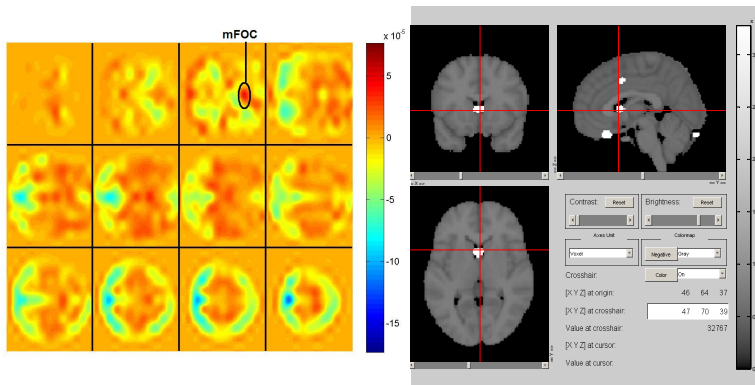 mFOC
x 10-5
5
0
-5
-10
-15
Contrast: Reset
Brightness: Reset
Axes Unit
Colormap
Voxel
Negative Gray
Crosshair: Color On
[X Y Z] at origin: 46 64 37
[X Y Z] at crosshair: 47 70 39
Value at crosshair: 32767
[X Y Z] at cursor:
Value at cursor: